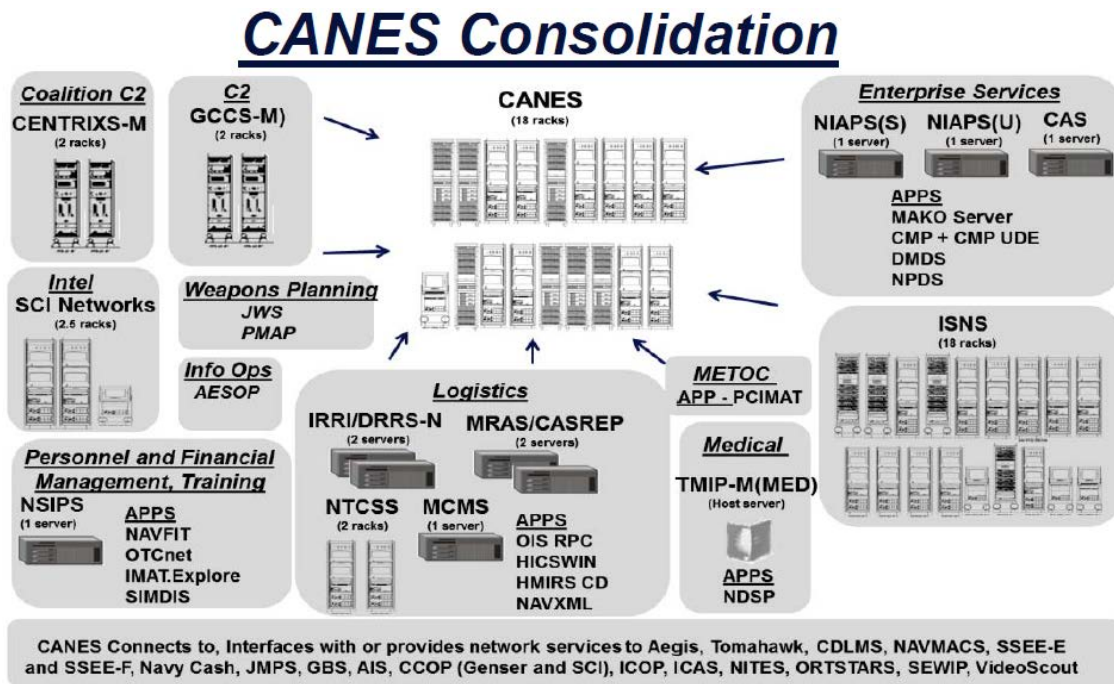 CANES Consolidation
Coalition C2
CENTRIXS-M
(2 racks)
C2
GCCS-M)
(2 racks)
CANES
(18 racks)
Enterprise Services
NIAPS(S)
(1 server)
NIAPS(U)
(1 server)
CAS
(1 server)
APPS
MAKO Server
CMP + CMP UDE
DMDS
NPDS
Intel
SCI Networks
(2.5 racks)
Weapons Planning
JWS
PMAP
Info Ops
AESOP
ISNS
(18 racks)
Logistics
IRRI/DRRS-N
(2 servers)
MRAS/CASREP
(2 servers)
NTCSS
(2 racks)
MCMS
(1 server)
APPS
OIS RPC
HICSWIN
HMIRS CD
NAVXML
METOC
APP - PCIMAT
Medical
TMIP-M(MED)
(Host server)
APPS
NDSP
Personnel and Financial
Management, Training
NSIPS
(1 server)
APPS
NAVFIT
OTCnet
IMAT.Explore
SIMDIS
CANES Connects to, Interfaces with or provides network services to Aegis, Tomahawk, CDLMS, NAVMACS, SSEE-E
and SSEE-F, Navy Cash, JMPS, GBS, AIS, CCOP (Genser and SCI), ICOP, ICAS, NITES, ORTSTARS, SEWIP, VideoScout